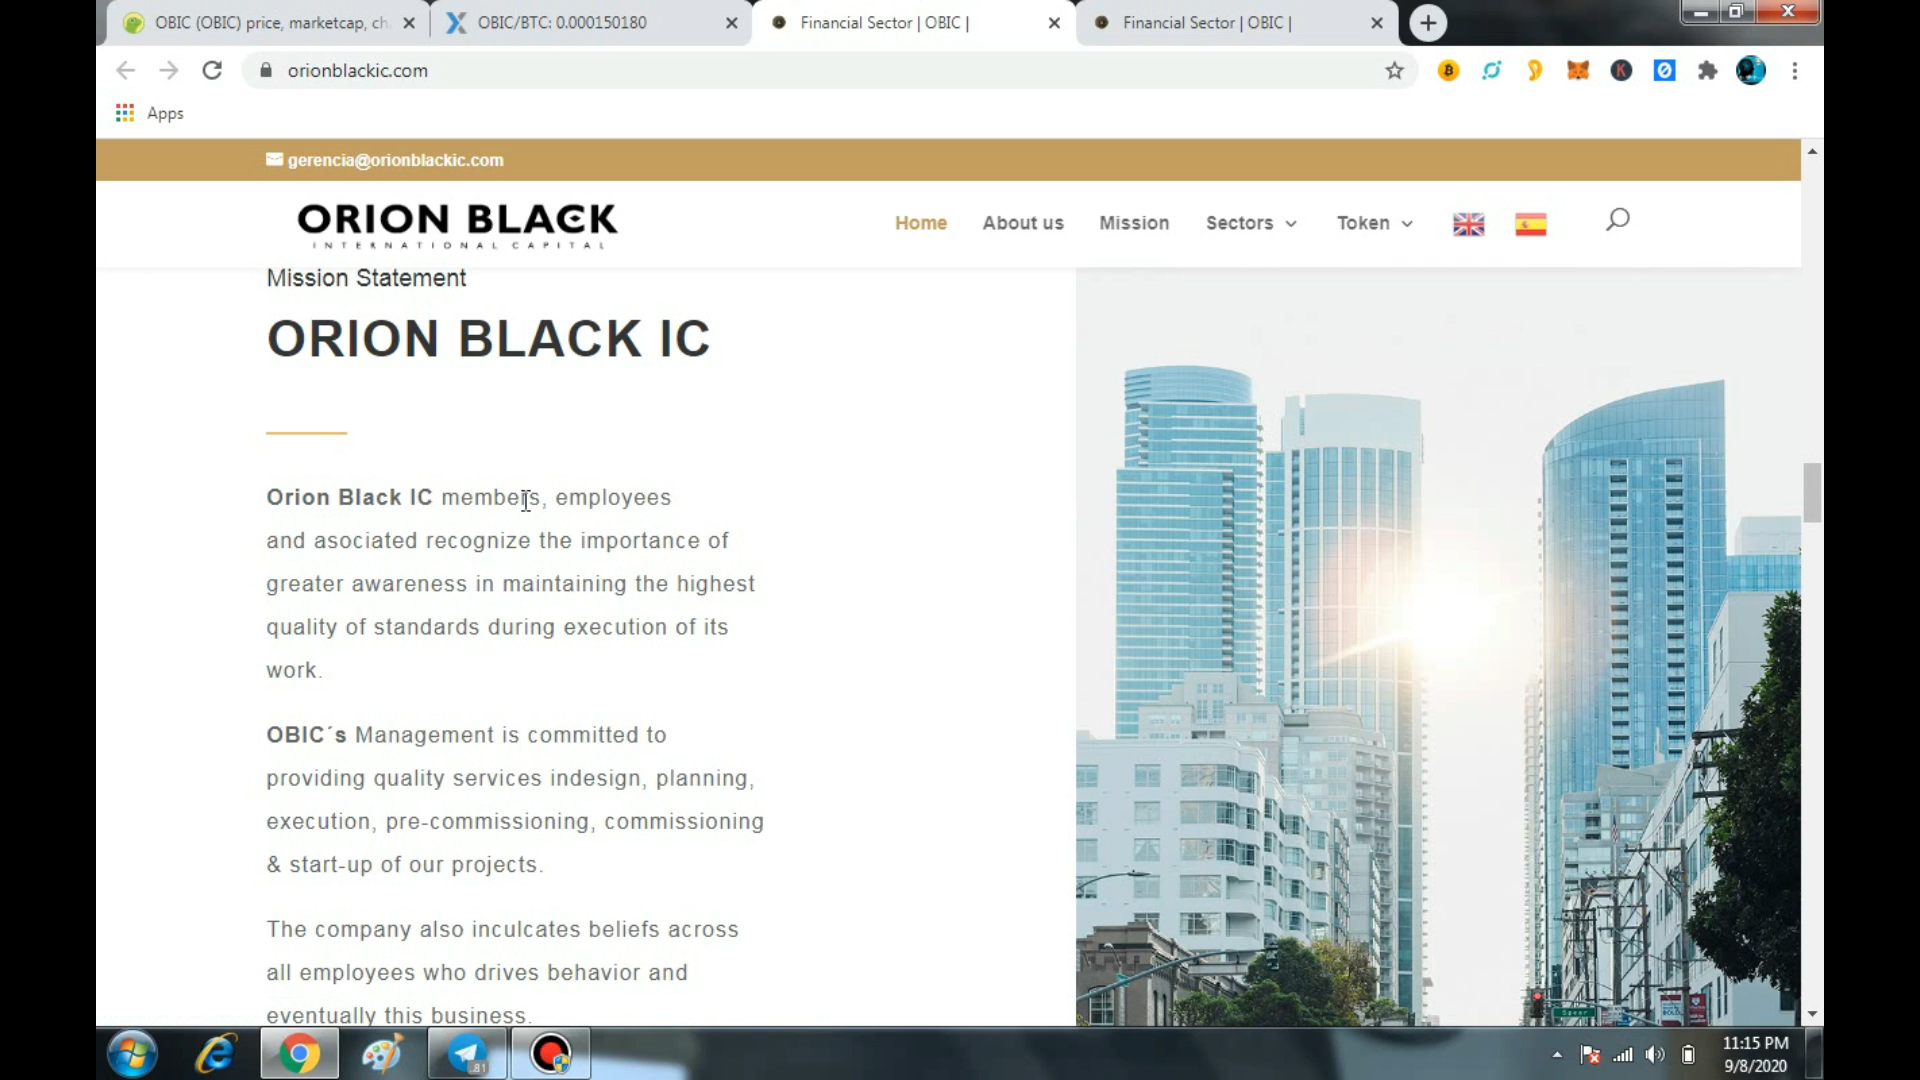 OBIC (OBIC) price, marketcap, ch
OBIC/BTC: 0.000150180
Financial Sector | OBIC |
Financial Sector | OBIC |
orionblackic.com
Apps
gerencia@orionblackic.com
ORION BLACK
INTERNATIONAL CAPITAL
Home
About us
Mission
Sectors
Token
Mission Statement
ORION BLACK IC
Orion Black IC members, employees
and asociated recognize the importance of
greater awareness in maintaining the highest
quality of standards during execution of its
work.
OBIC´s Management is committed to
providing quality services indesign, planning,
execution, pre-commissioning, commissioning
& start-up of our projects.
The company also inculcates beliefs across
all employees who drives behavior and
eventually this business.
81
11:15 PM
9/8/2020